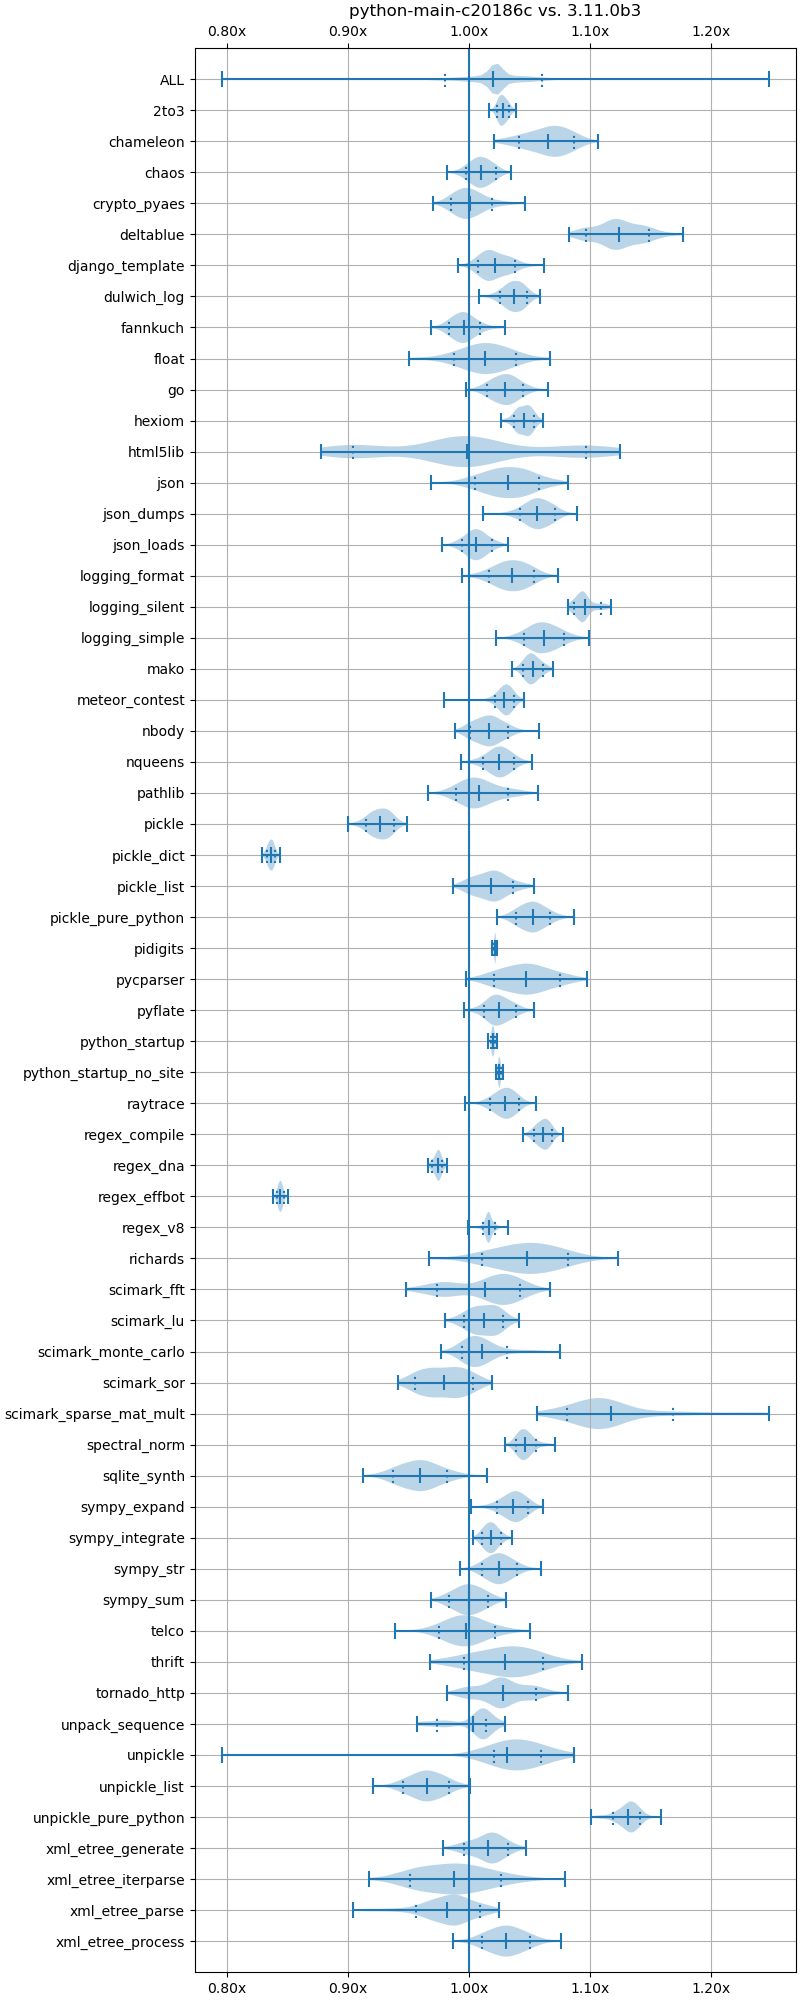 python-main-c20186c vs. 3.11.0b3
0.80x 0.90x 1.00x 1.10x 1.20x
ALL
2to3
chameleon
chaos
crypto_pyaes
deltablue
django_template
dulwich_log
fannkuch
float
go
hexiom
html5lib
json
json_dumps
json_loads
logging_format
logging_silent
logging_simple
mako
meteor_contest
nbody
nqueens
pathlib
pickle
pickle_dict
pickle_list
pickle_pure_python
pidigits
pycparser
pyflate
python_startup
python_startup_no_site
raytrace
regex_compile
regex_dna
regex_effbot
regex_v8
richards
scimark_fft
scimark_lu
scimark_monte_carlo
scimark_sor
scimark_sparse_mat_mult
spectral_norm
sqlite_synth
sympy_expand
sympy_integrate
sympy_str
sympy_sum
telco
thrift
tornado_http
unpack_sequence
unpickle
unpickle_list
unpickle_pure_python
xml_etree_generate
xml_etree_iterparse
xml_etree_parse
xml_etree_process
0.80x 0.90x 1.00x 1.10x 1.20x